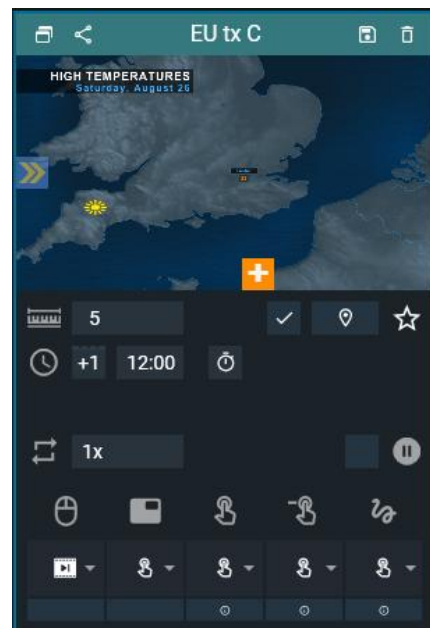 EU tx C
HIGH TEMPERATURES
Saturday, August 26
5
+1 12:00
1x